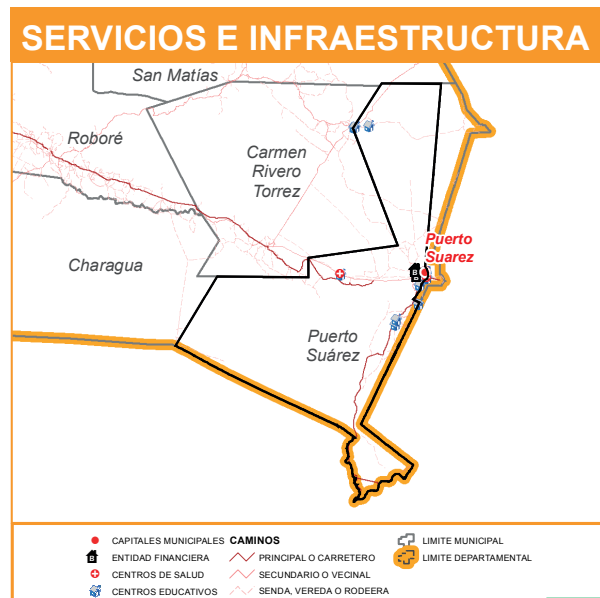 SERVICIOS E INFRAESTRUCTURA
San Matías
Roboré
Carmen
Rivero
Torrez
Charagua
Puerto
Suarez
Puerto
Suárez
CAPITALES MUNICIPALES
ENTIDAD FINANCIERA
CENTROS DE SALUD
CENTROS EDUCATIVOS
CAMINOS
PRINCIPAL O CARRETERO
SECUNDARIO O VECINAL
SENDA, VEREDA O RODEERA
LIMITE MUNICIPAL
LIMITE DEPARTAMENTAL